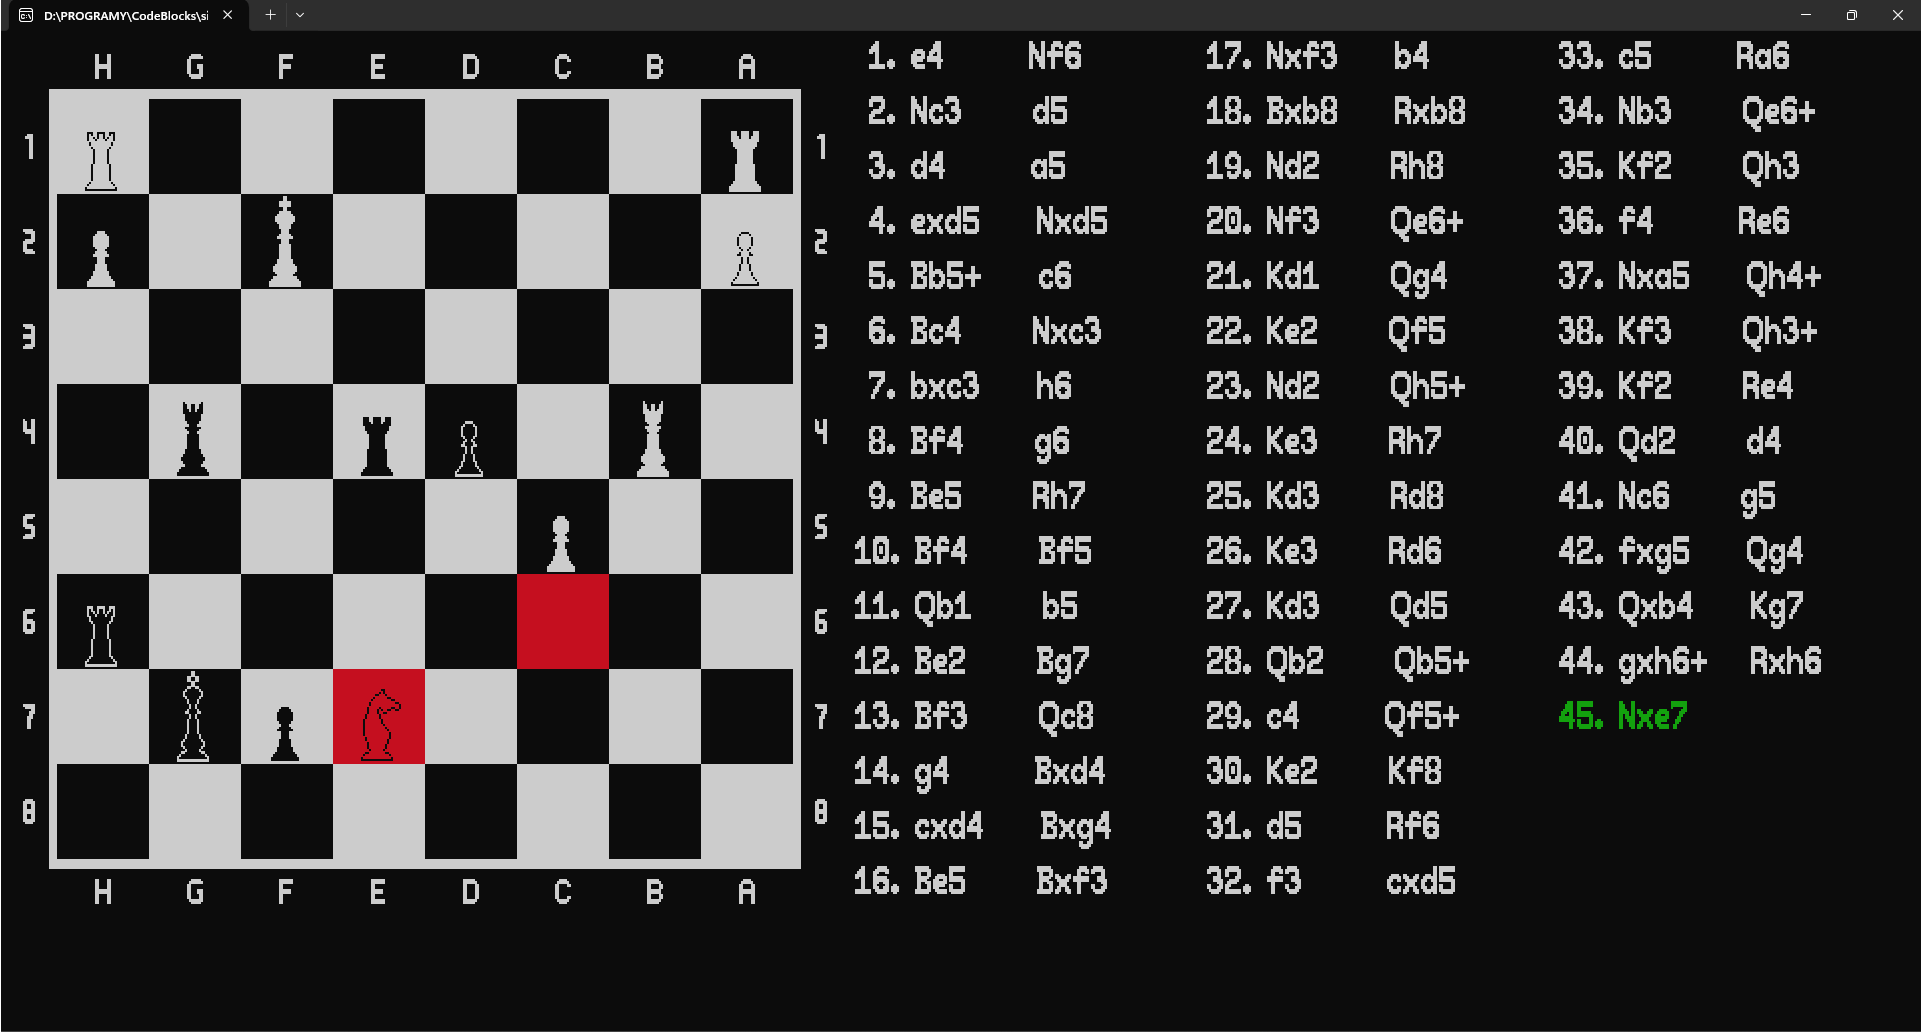 D:\PROGRAMY\CodeBlocks\si
H G F E D C B A
1 1
2 2
3 3
4 4
5 5
6 6
7 7
8 8
H G F E D C B A
1. e4 Nf6
2. Nc3 d5
3. d4 a5
4. exd5 Nxd5
5. Bb5+ c6
6. Bc4 Nxc3
7. bxc3 h6
8. Bf4 g6
9. Be5 Rh7
10. Bf4 Bf5
11. Qb1 b5
12. Be2 Bg7
13. Bf3 Qc8
14. g4 Bxd4
15. cxd4 Bxg4
16. Be5 Bxf3
17. Nxf3 b4
18. Bxb8 Rxb8
19. Nd2 Rh8
20. Nf3 Qe6+
21. Kd1 Qg4
22. Ke2 Qf5
23. Nd2 Qh5+
24. Ke3 Rh7
25. Kd3 Rd8
26. Ke3 Rd6
27. Kd3 Qd5
28. Qb2 Qb5+
29. c4 Qf5+
30. Ke2 Kf8
31. d5 Rf6
32. f3 cxd5
33. c5 Ra6
34. Nb3 Qe6+
35. Kf2 Qh3
36. f4 Re6
37. Nxa5 Qh4+
38. Kf3 Qh3+
39. Kf2 Re4
40. Qd2 d4
41. Nc6 g5
42. fxg5 Qg4
43. Qxb4 Kg7
44. gxh6+ Rxh6
45. Nxe7